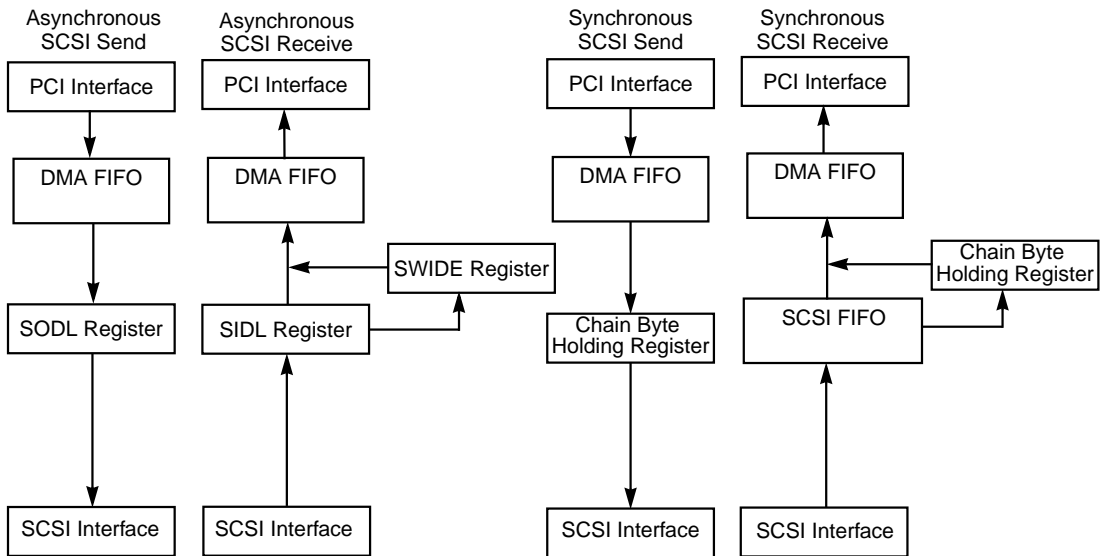 Asynchronous
SCSI Send
PCI Interface
DMA FIFO
SODL Register
SCSI Interface
Asynchronous
SCSI Receive
PCI Interface
DMA FIFO
SWIDE Register
SIDL Register
SCSI Interface
Synchronous
SCSI Send
PCI Interface
DMA FIFO
Chain Byte
Holding Register
SCSI Interface
Synchronous
SCSI Receive
PCI Interface
DMA FIFO
Chain Byte
Holding Register
SCSI FIFO
SCSI Interface